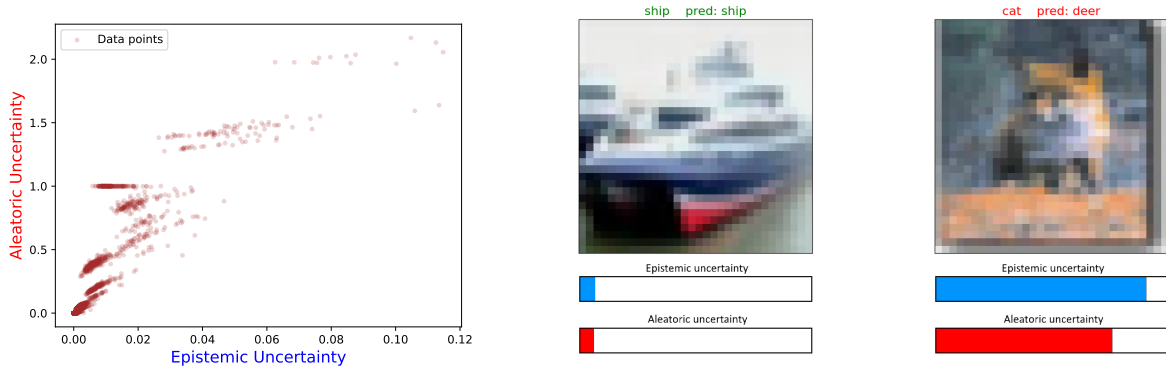 Data points
2.0
1.5
1.0
0.5
0.0
Aleatoric Uncertainty
0.00 0.02 0.04 0.06 0.08 0.10 0.12
Epistemic Uncertainty
ship pred: ship
Epistemic uncertainty
Aleatoric uncertainty
cat pred: deer
Epistemic uncertainty
Aleatoric uncertainty